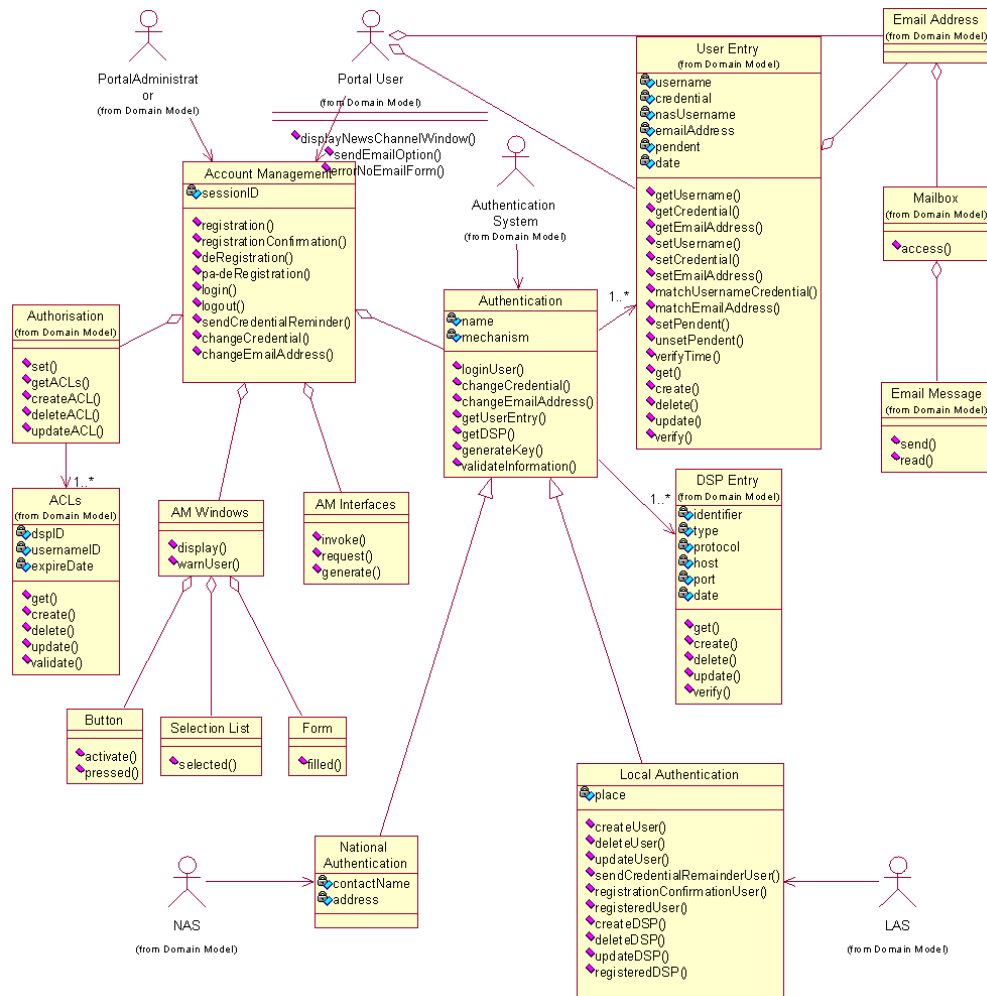 PortalAdministrat
or
(from Domain Model)
Portal User
(from Domain Model)
displayNewsChannelWindow()
sendEmailOption()
errorNoEmailForm()
Authentication
System
(from Domain Model)
Account Management
sessionID
registration()
registrationConfirmation()
deRegistration()
pa-deRegistration()
login()
logout()
sendCredentialReminder()
changeCredential()
changeEmailAddress()
User Entry
(from Domain Model)
username
credential
nasUsername
emailAddress
pendent
date
getUsername()
getCredential()
getEmailAddress()
setUsername()
setCredential()
setEmailAddress()
matchUsernameCredential()
matchEmailAddress()
setPendent()
unsetPendent()
verifyTime()
get()
create()
delete()
update()
verify()
Email Address
(from Domain Model)
Mailbox
(from Domain Model)
access()
Email Message
(from Domain Model)
send()
read()
Authorisation
(from Domain Model)
set()
getACLs()
createACL()
deleteACL()
updateACL()
1..*
ACLs
(from Domain Model)
dspID
usernameID
expireDate
get()
create()
delete()
update()
validate()
AM Windows
display()
warnUser()
AM Interfaces
invoke()
request()
generate()
Authentication
name
mechanism
loginUser()
changeCredential()
changeEmailAddress()
getUserEntry()
getDSP()
generateKey()
validateInformation()
1..*
1..*
DSP Entry
(from Domain Model)
identifier
type
protocol
host
port
date
get()
create()
delete()
update()
verify()
Button
activate()
pressed()
Selection List
selected()
Form
filled()
National
Authentication
contactName
address
NAS
(from Domain Model)
Local Authentication
place
createUser()
deleteUser()
updateUser()
sendCredentialRemainderUser()
registrationConfirmationUser()
registeredUser()
createDSP()
deleteDSP()
updateDSP()
registeredDSP()
LAS
(from Domain Model)